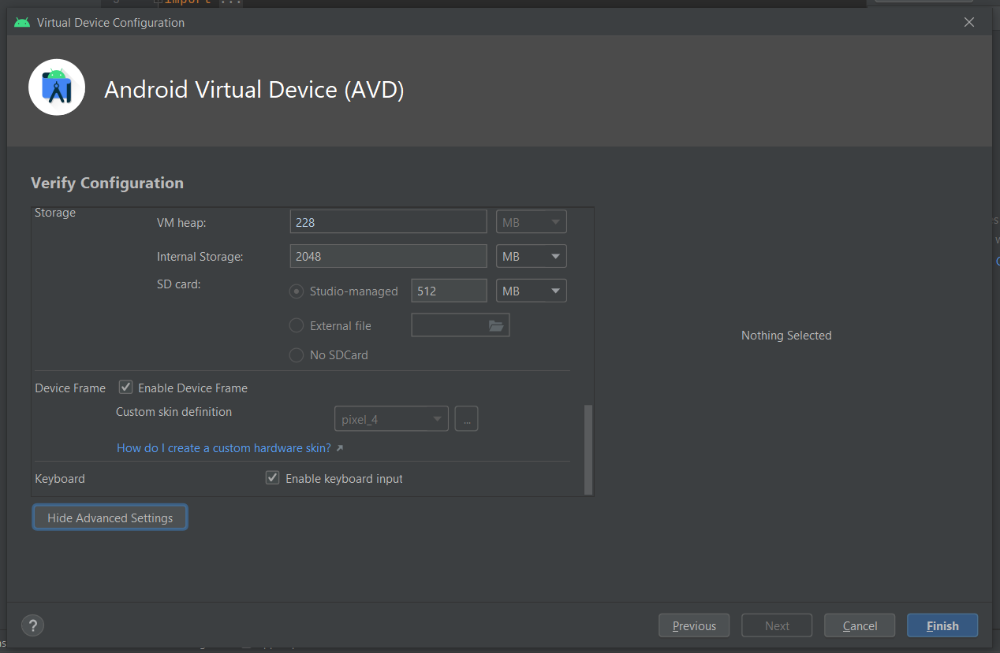 import ...
Virtual Device Configuration
Android Virtual Device (AVD)
Verify Configuration
Storage
VM heap: 228 MB
Internal Storage: 2048 MB
SD card:
Studio-managed 512 MB
External file
No SDCard
Nothing Selected
Device Frame Enable Device Frame
Custom skin definition pixel_4 ...
How do I create a custom hardware skin? ↗
Keyboard Enable keyboard input
Hide Advanced Settings
? Previous Next Cancel Finish